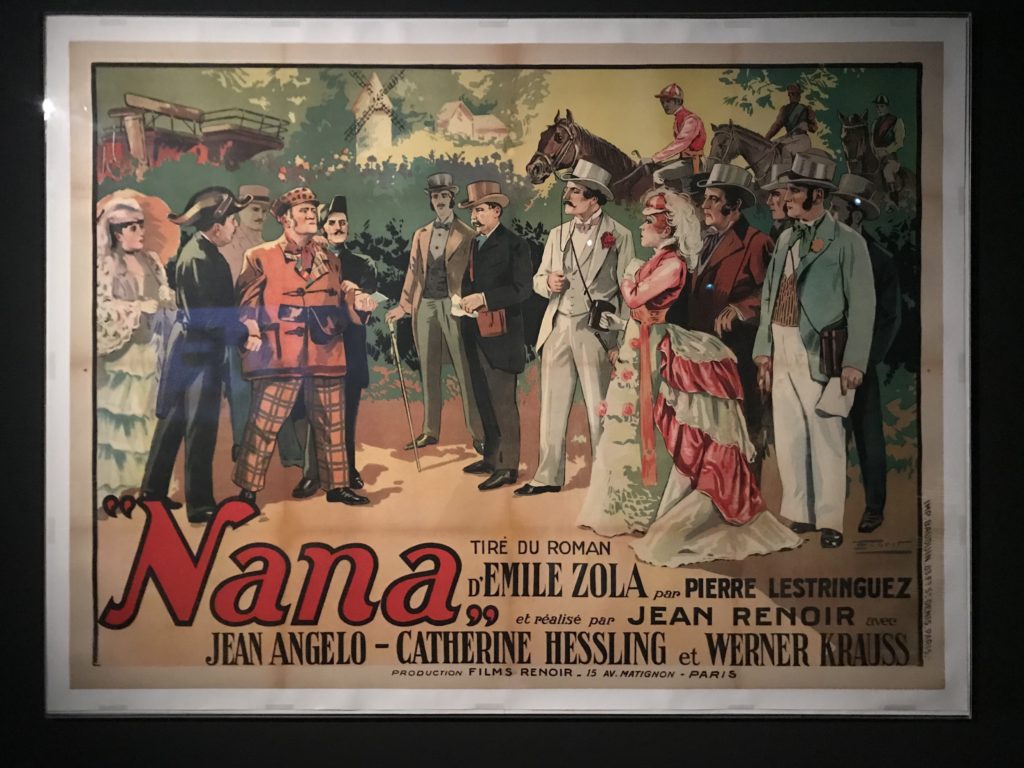 "Nana"
TIRÉ DU ROMAN
D'EMILE ZOLA par PIERRE LESTRINGUEZ
et réalisé par JEAN RENOIR avec
JEAN ANGELO - CATHERINE HESSLING et WERNER KRAUSS
PRODUCTION FILMS RENOIR - 15 AV. MATIGNON - PARIS